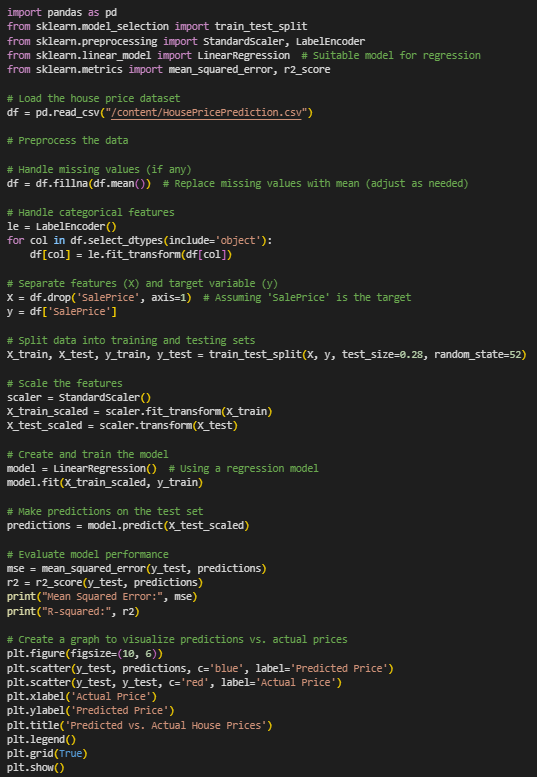 import pandas as pd
from sklearn.model_selection import train_test_split
from sklearn.preprocessing import StandardScaler, LabelEncoder
from sklearn.linear_model import LinearRegression  # Suitable model for regression
from sklearn.metrics import mean_squared_error, r2_score

# Load the house price dataset
df = pd.read_csv("/content/HousePricePrediction.csv")

# Preprocess the data

# Handle missing values (if any)
df = df.fillna(df.mean())  # Replace missing values with mean (adjust as needed)

# Handle categorical features
le = LabelEncoder()
for col in df.select_dtypes(include='object'):
    df[col] = le.fit_transform(df[col])

# Separate features (X) and target variable (y)
X = df.drop('SalePrice', axis=1)  # Assuming 'SalePrice' is the target
y = df['SalePrice']

# Split data into training and testing sets
X_train, X_test, y_train, y_test = train_test_split(X, y, test_size=0.28, random_state=52)

# Scale the features
scaler = StandardScaler()
X_train_scaled = scaler.fit_transform(X_train)
X_test_scaled = scaler.transform(X_test)

# Create and train the model
model = LinearRegression()  # Using a regression model
model.fit(X_train_scaled, y_train)

# Make predictions on the test set
predictions = model.predict(X_test_scaled)

# Evaluate model performance
mse = mean_squared_error(y_test, predictions)
r2 = r2_score(y_test, predictions)
print("Mean Squared Error:", mse)
print("R-squared:", r2)

# Create a graph to visualize predictions vs. actual prices
plt.figure(figsize=(10, 6))
plt.scatter(y_test, predictions, c='blue', label='Predicted Price')
plt.scatter(y_test, y_test, c='red', label='Actual Price')
plt.xlabel('Actual Price')
plt.ylabel('Predicted Price')
plt.title('Predicted vs. Actual House Prices')
plt.legend()
plt.grid(True)
plt.show()